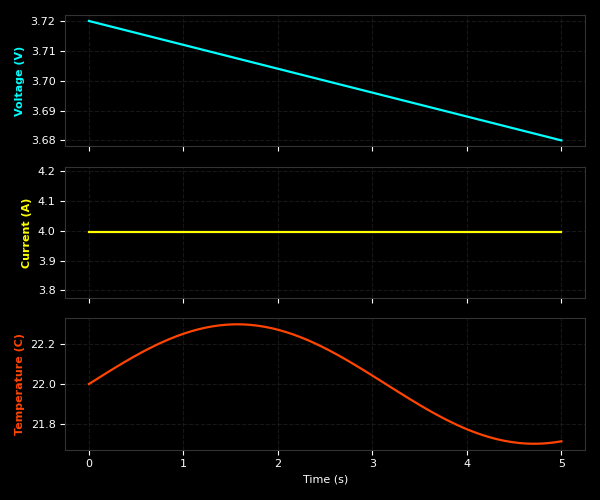 Voltage (V)
3.72
3.71
3.70
3.69
3.68
Current (A)
4.2
4.1
4.0
3.9
3.8
Temperature (C)
22.2
22.0
21.8
0 1 2 3 4 5
Time (s)